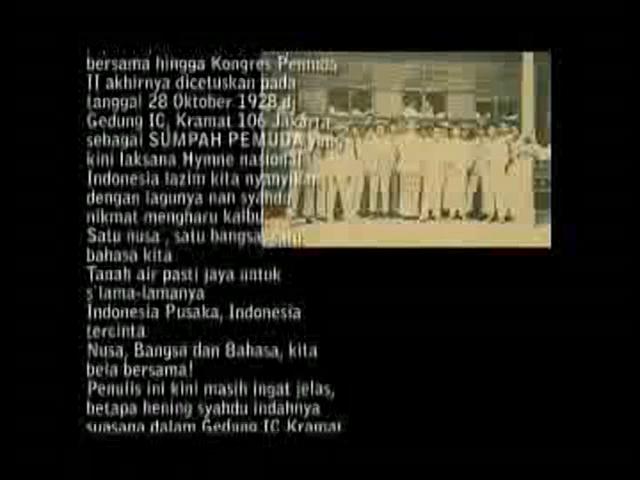 bersama hingga Kongres Pemuda
II akhirnya dicetuskan pada
tanggal 28 Oktober 1928 di
Gedung IC, Kramat 106 Jakarta
sebagai SUMPAH PEMUDA yang
kini laksana Hymne nasional
Indonesia lazim kita nyanyikan
dengan lagunya nan syahdu
nikmat mengharu kalbu
Satu nusa , satu bangsa, satu
bahasa kita
Tanah air pasti jaya untuk
s'lama-lamanya
Indonesia Pusaka, Indonesia
tercinta
Nusa, Bangsa dan Bahasa, kita
bela bersama!
Penulis ini kini masih ingat jelas,
betapa hening syahdu indahnya
suasana dalam Gedung IC Kramat